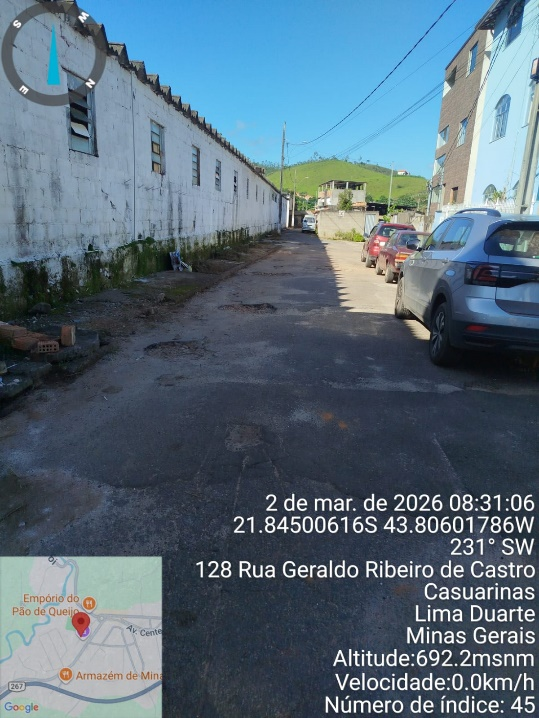 S
W
E
N
2 de mar. de 2026 08:31:06
21.84500616S 43.80601786W
231° SW
128 Rua Geraldo Ribeiro de Castro
Casuarinas
Lima Duarte
Minas Gerais
Altitude:692.2msnm
Velocidade:0.0km/h
Número de índice: 45
Empório do
Pão de Queijo
Av. Cente
Armazém de Mina
267
Google